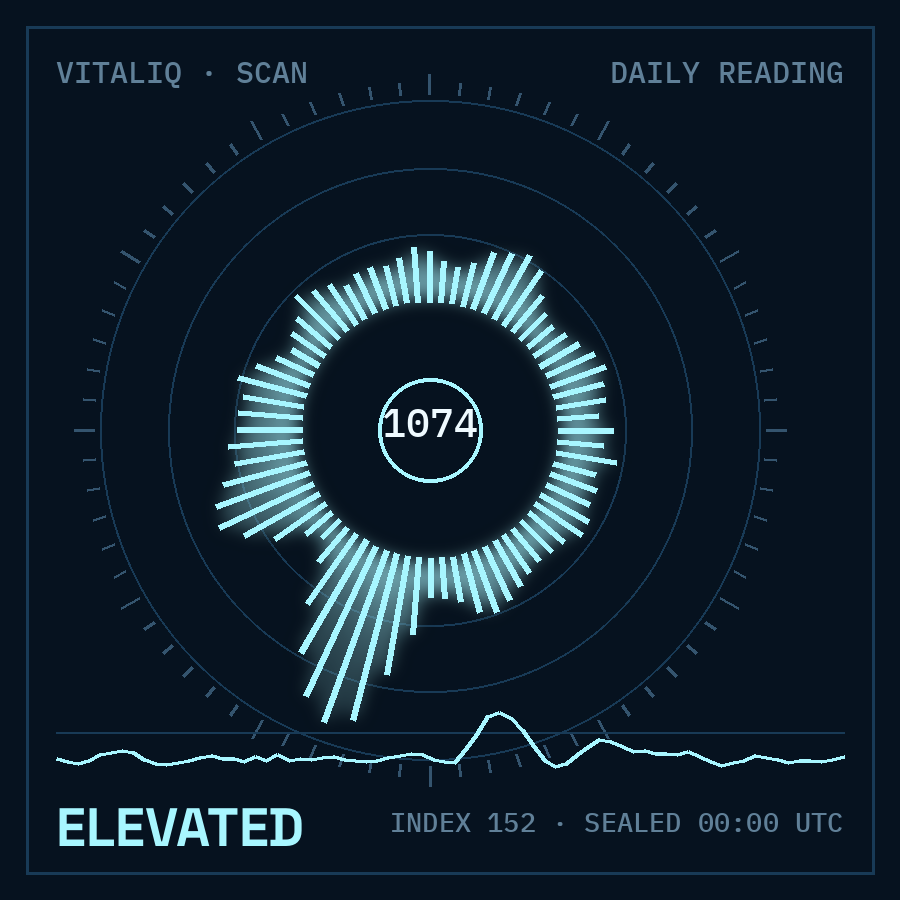 VITALIQ · SCAN
DAILY READING
1074
ELEVATED
INDEX 152 · SEALED 00:00 UTC